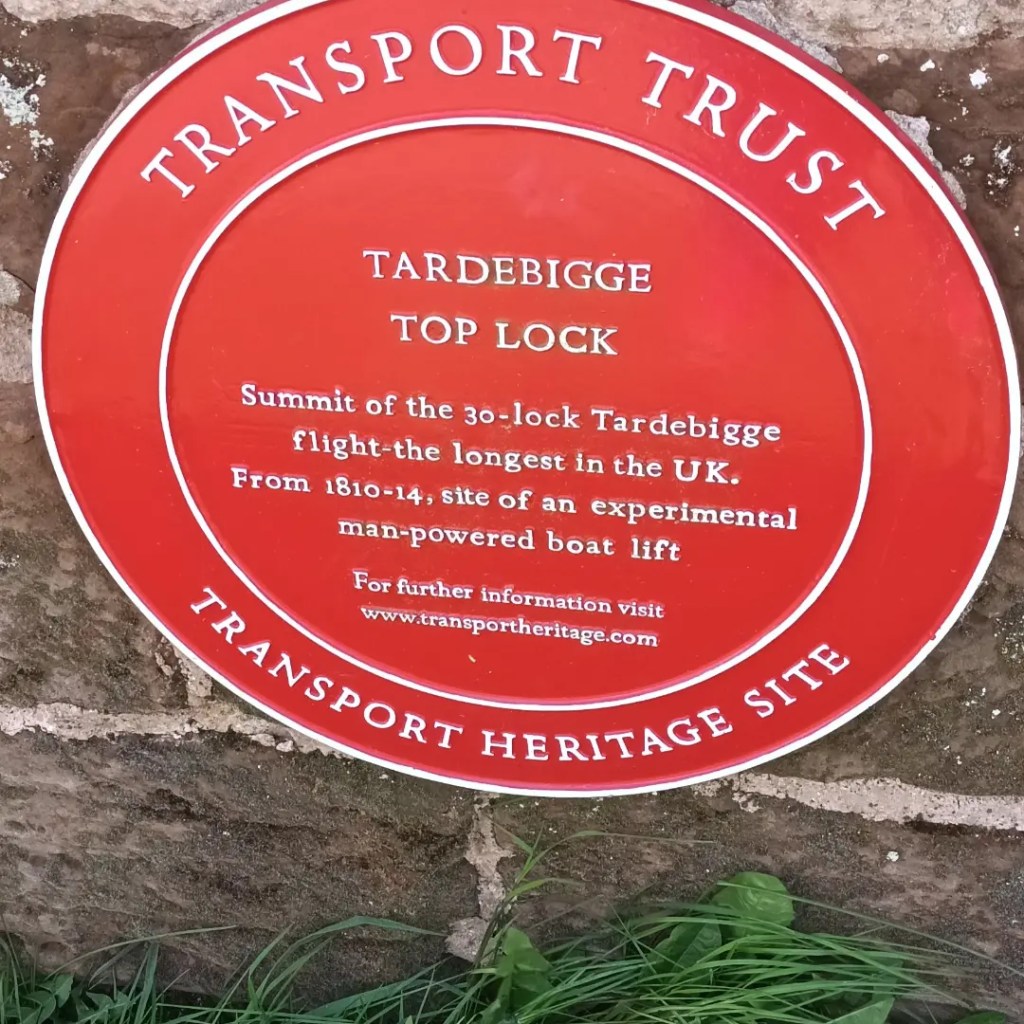 TRANSPORT TRUST
TARDEBIGGE
TOP LOCK
Summit of the 30-lock Tardebigge
flight-the longest in the UK.
From 1810-14, site of an experimental
man-powered boat lift
For further information visit
www.transportheritage.com
TRANSPORT HERITAGE SITE